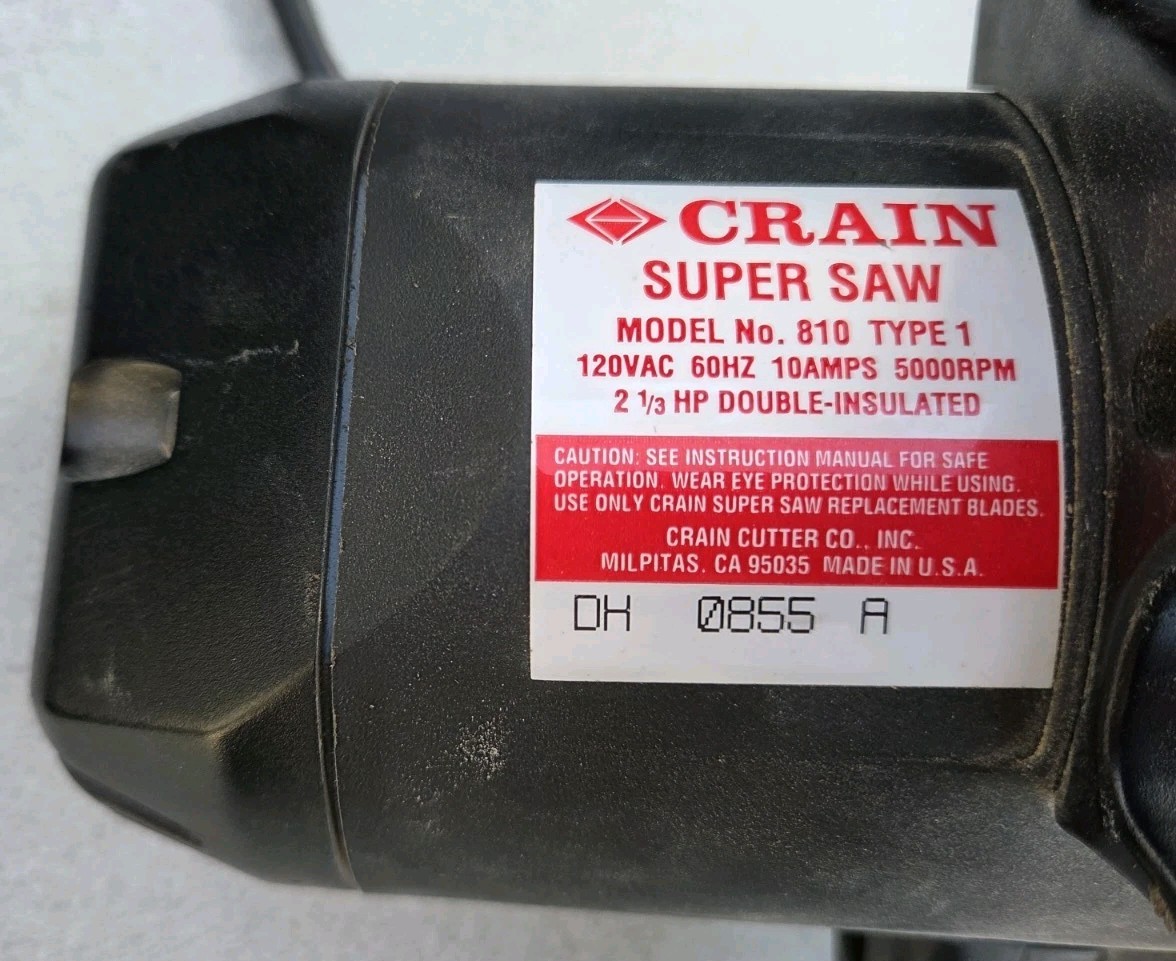 CRAIN
SUPER SAW
MODEL No. 810 TYPE 1
120VAC 60HZ 10AMPS 5000RPM
2 1/3 HP DOUBLE-INSULATED
CAUTION: SEE INSTRUCTION MANUAL FOR SAFE
OPERATION. WEAR EYE PROTECTION WHILE USING.
USE ONLY CRAIN SUPER SAW REPLACEMENT BLADES.
CRAIN CUTTER CO., INC.
MILPITAS, CA 95035 MADE IN U.S.A.
DH 0855 A